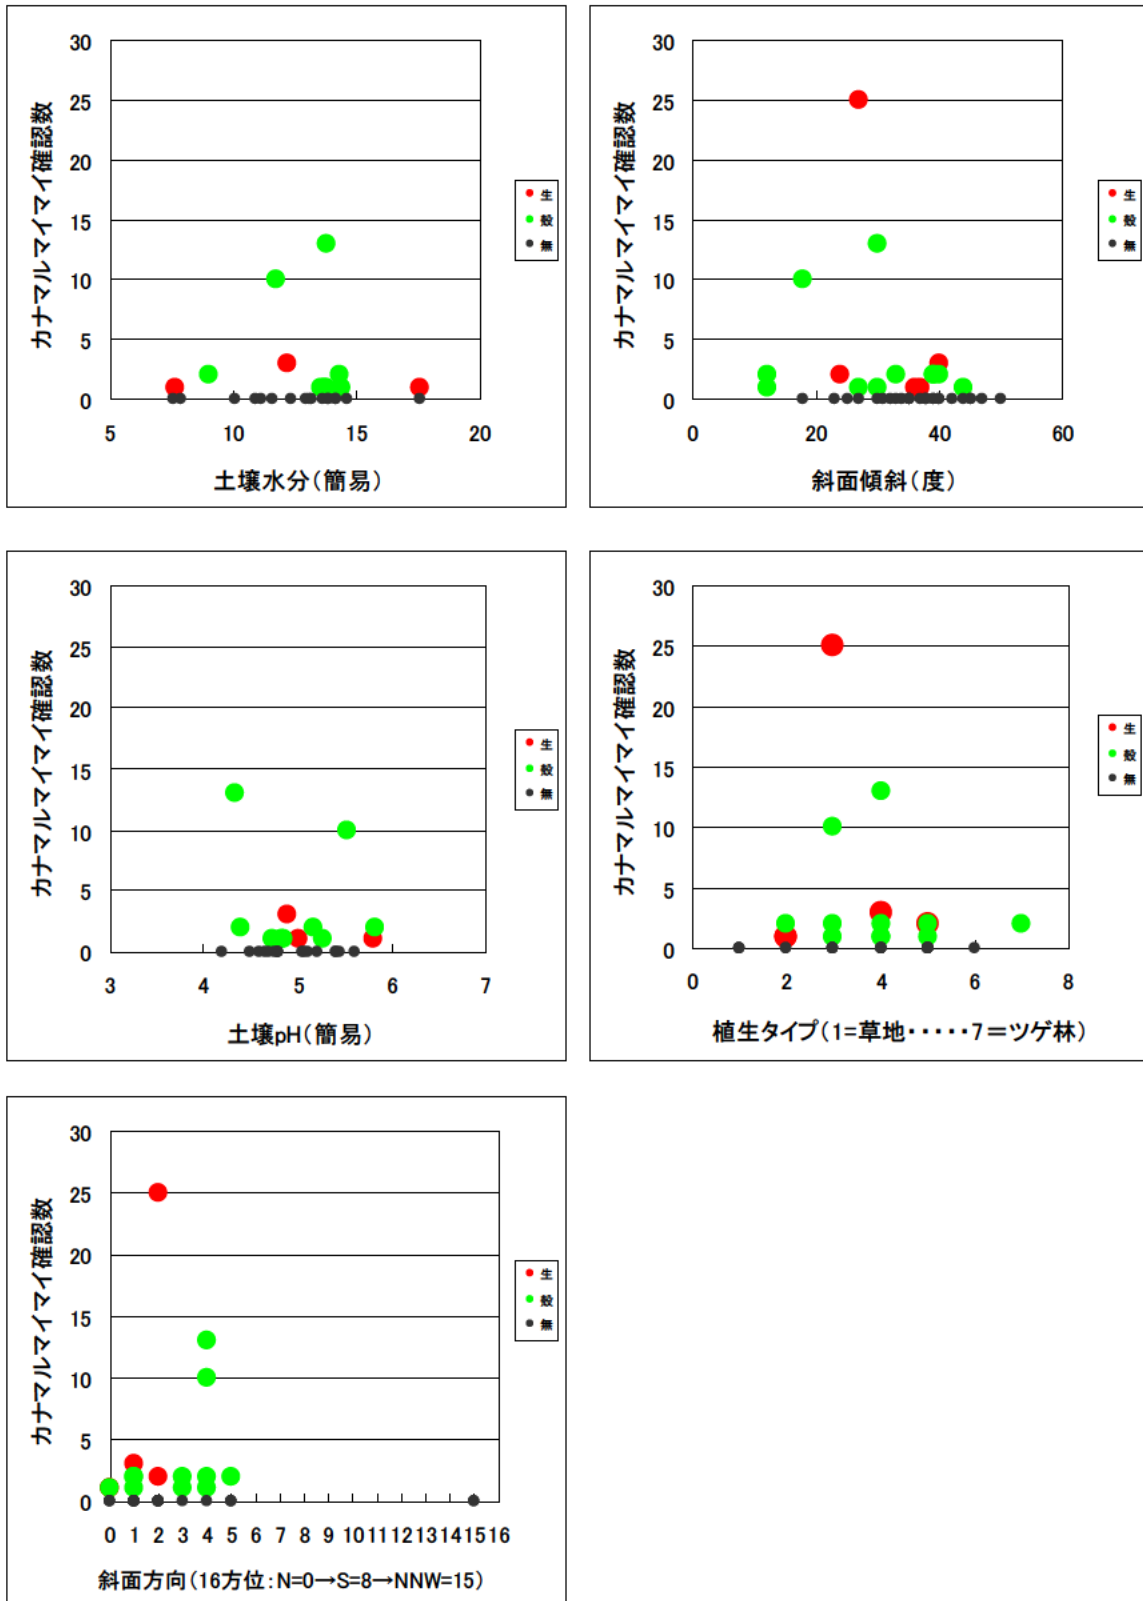 カナマルマイマイ確認数
30
25
20
15
10
5
0
5
10
15
20
土壌水分(簡易)
生
殻
無
カナマルマイマイ確認数
30
25
20
15
10
5
0
0
20
40
60
斜面傾斜(度)
生
殻
無
カナマルマイマイ確認数
30
25
20
15
10
5
0
3
4
5
6
7
土壌pH(簡易)
生
殻
無
カナマルマイマイ確認数
30
25
20
15
10
5
0
0
2
4
6
8
植生タイプ(1=草地・・・・・7=ツゲ林)
生
殻
無
カナマルマイマイ確認数
30
25
20
15
10
5
0
0 1 2 3 4 5 6 7 8 9 10 11 12 13 14 15 16
斜面方向(16方位:N=0→S=8→NNW=15)
生
殻
無